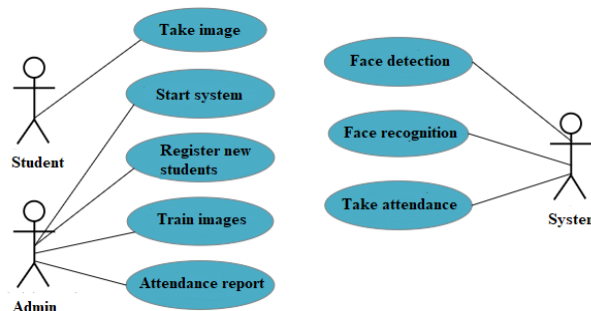 Take image
Start system
Student
Register new
students
Train images
Attendance report
Admin
Face detection
Face recognition
Take attendance
System